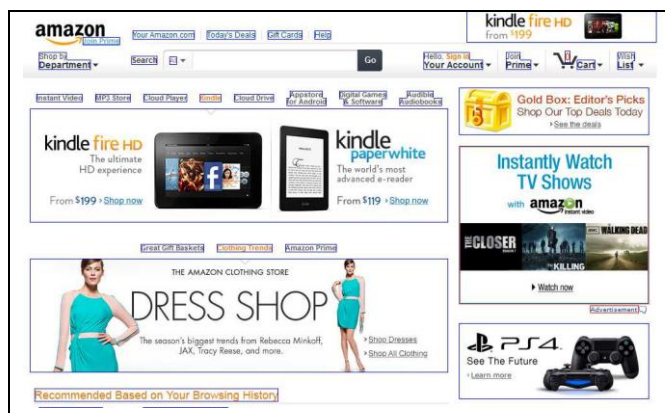 amazon
Join Prime
Your Amazon.com
Today's Deals
Gift Cards
Help
kindle fire HD
from $199
Shop by
Department
Search
Go
Hello. Sign in
Your Account
Join
Prime
Cart
Wish
List
Instant Video
MP3 Store
Cloud Player
Kindle
Cloud Drive
Appstore
for Android
Digital Games
& Software
Audible
Audiobooks
kindle fire HD
The ultimate
HD experience
From $199 › Shop now
kindle
paperwhite
The world's most
advanced e-reader
From $119 › Shop now
Gold Box: Editor's Picks
Shop Our Top Deals Today
› See the deals
Instantly Watch
TV Shows
with amazon
instant video
THE CLOSER
THE KILLING
THE WALKING DEAD
Watch now
Advertisement
Great Gift Baskets
Clothing Trends
Amazon Prime
THE AMAZON CLOTHING STORE
DRESS SHOP
The season's biggest trends from Rebecca Minkoff,
JAX, Tracy Reese, and more.
› Shop Dresses
› Shop All Clothing
PS4
See The Future
› Learn more
Recommended Based on Your Browsing History